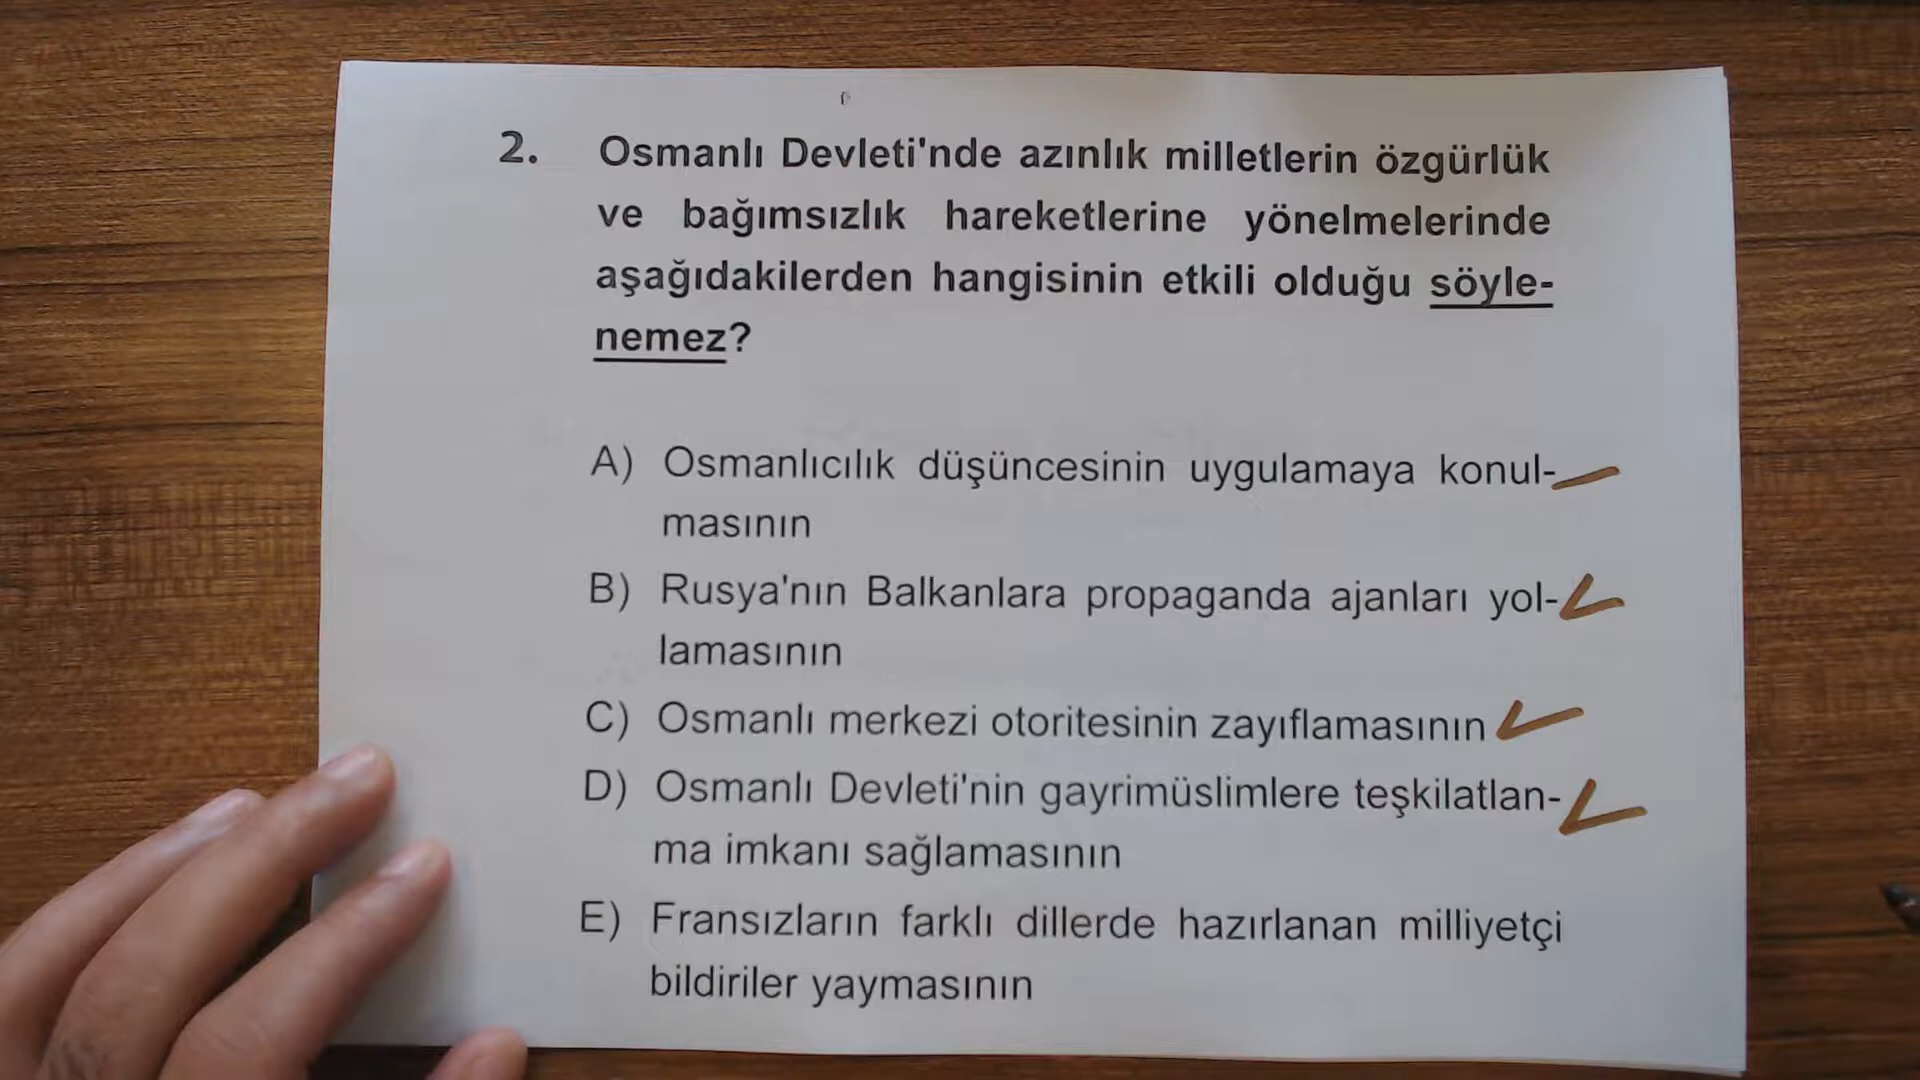 2. Osmanlı Devleti'nde azınlık milletlerin özgürlük
ve bağımsızlık hareketlerine yönelmelerinde
aşağıdakilerden hangisinin etkili olduğu söyle-
nemez?
A) Osmanlıcılık düşüncesinin uygulamaya konul-
masının
B) Rusya'nın Balkanlara propaganda ajanları yol-
lamasının
C) Osmanlı merkezi otoritesinin zayıflamasının
D) Osmanlı Devleti'nin gayrimüslimlere teşkilatlan-
ma imkanı sağlamasının
E) Fransızların farklı dillerde hazırlanan milliyetçi
bildiriler yaymasının